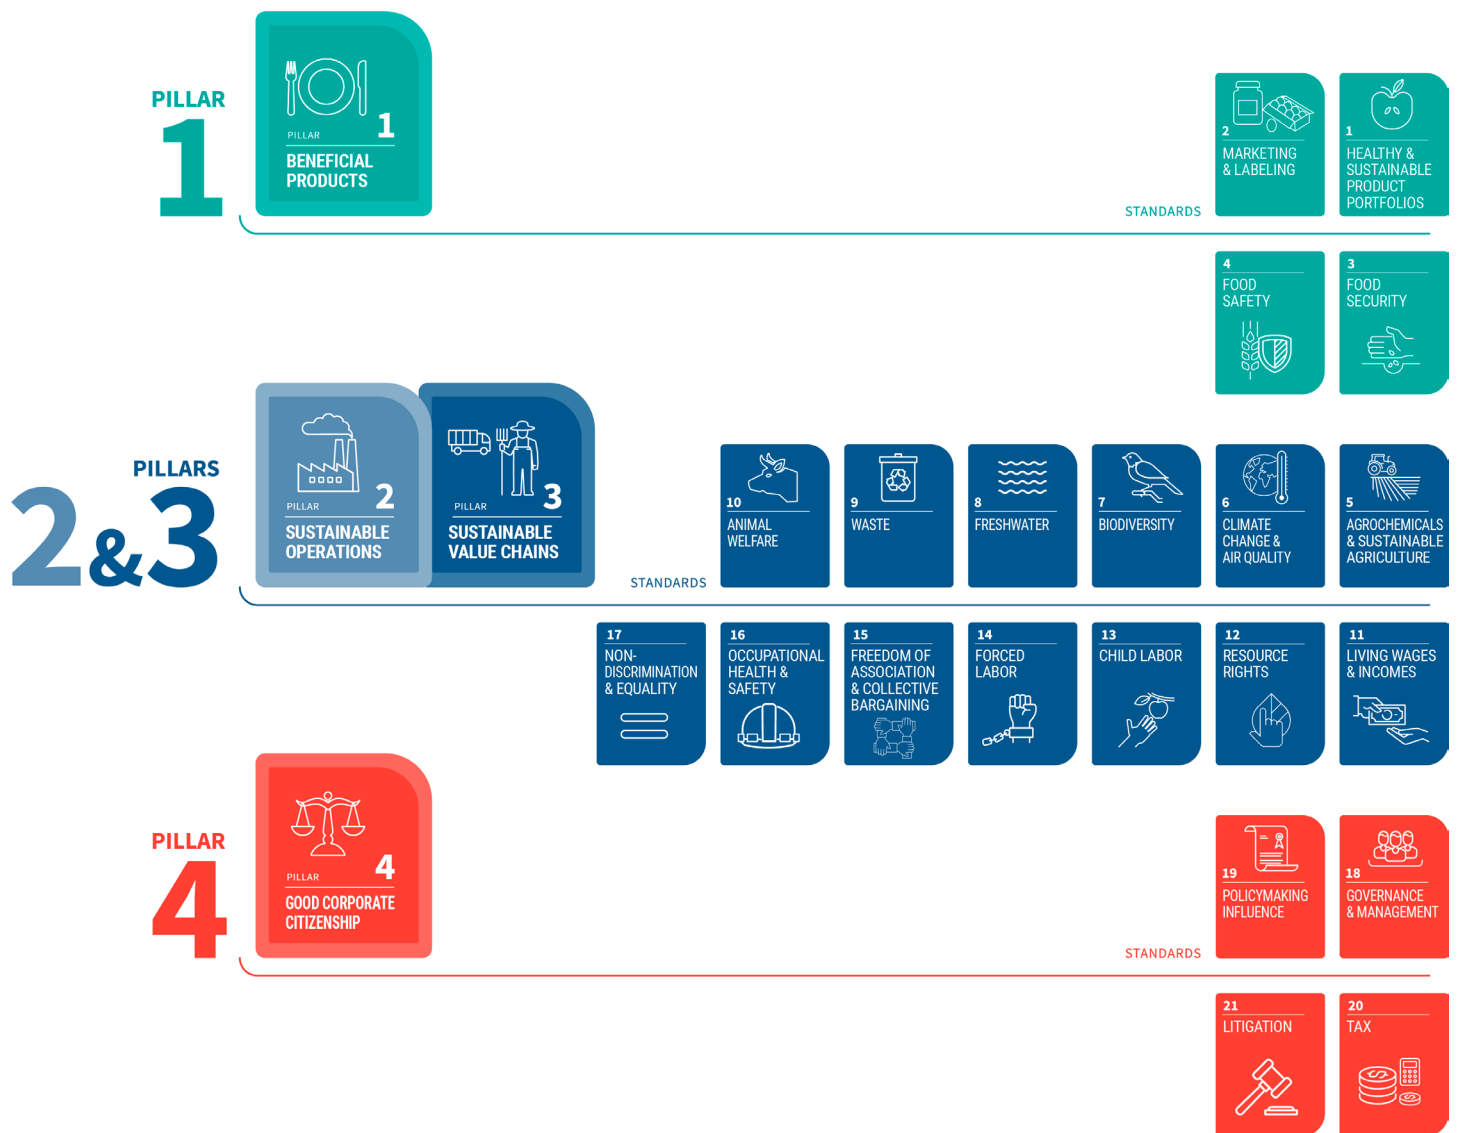 PILLAR
1
PILLAR 1
BENEFICIAL
PRODUCTS
STANDARDS
2
MARKETING
& LABELING
1
HEALTHY &
SUSTAINABLE
PRODUCT
PORTFOLIOS
4
FOOD
SAFETY
3
FOOD
SECURITY
PILLARS
2&3
PILLAR 2
SUSTAINABLE
OPERATIONS
PILLAR 3
SUSTAINABLE
VALUE CHAINS
STANDARDS
10
ANIMAL
WELFARE
9
WASTE
8
FRESHWATER
7
BIODIVERSITY
6
CLIMATE
CHANGE &
AIR QUALITY
5
AGROCHEMICALS
& SUSTAINABLE
AGRICULTURE
17
NON-
DISCRIMINATION
& EQUALITY
16
OCCUPATIONAL
HEALTH &
SAFETY
15
FREEDOM OF
ASSOCIATION
& COLLECTIVE
BARGAINING
14
FORCED
LABOR
13
CHILD LABOR
12
RESOURCE
RIGHTS
11
LIVING WAGES
& INCOMES
PILLAR
4
PILLAR 4
GOOD CORPORATE
CITIZENSHIP
STANDARDS
19
POLICYMAKING
INFLUENCE
18
GOVERNANCE
& MANAGEMENT
21
LITIGATION
20
TAX